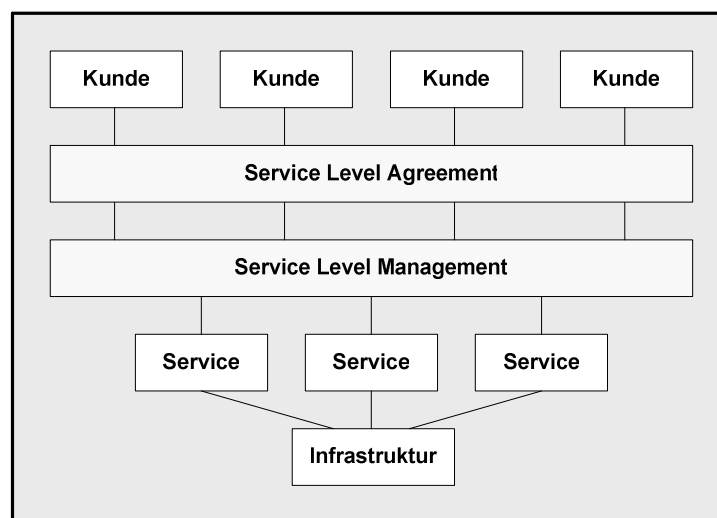 Kunde Kunde Kunde Kunde
Service Level Agreement
Service Level Management
Service Service Service
Infrastruktur